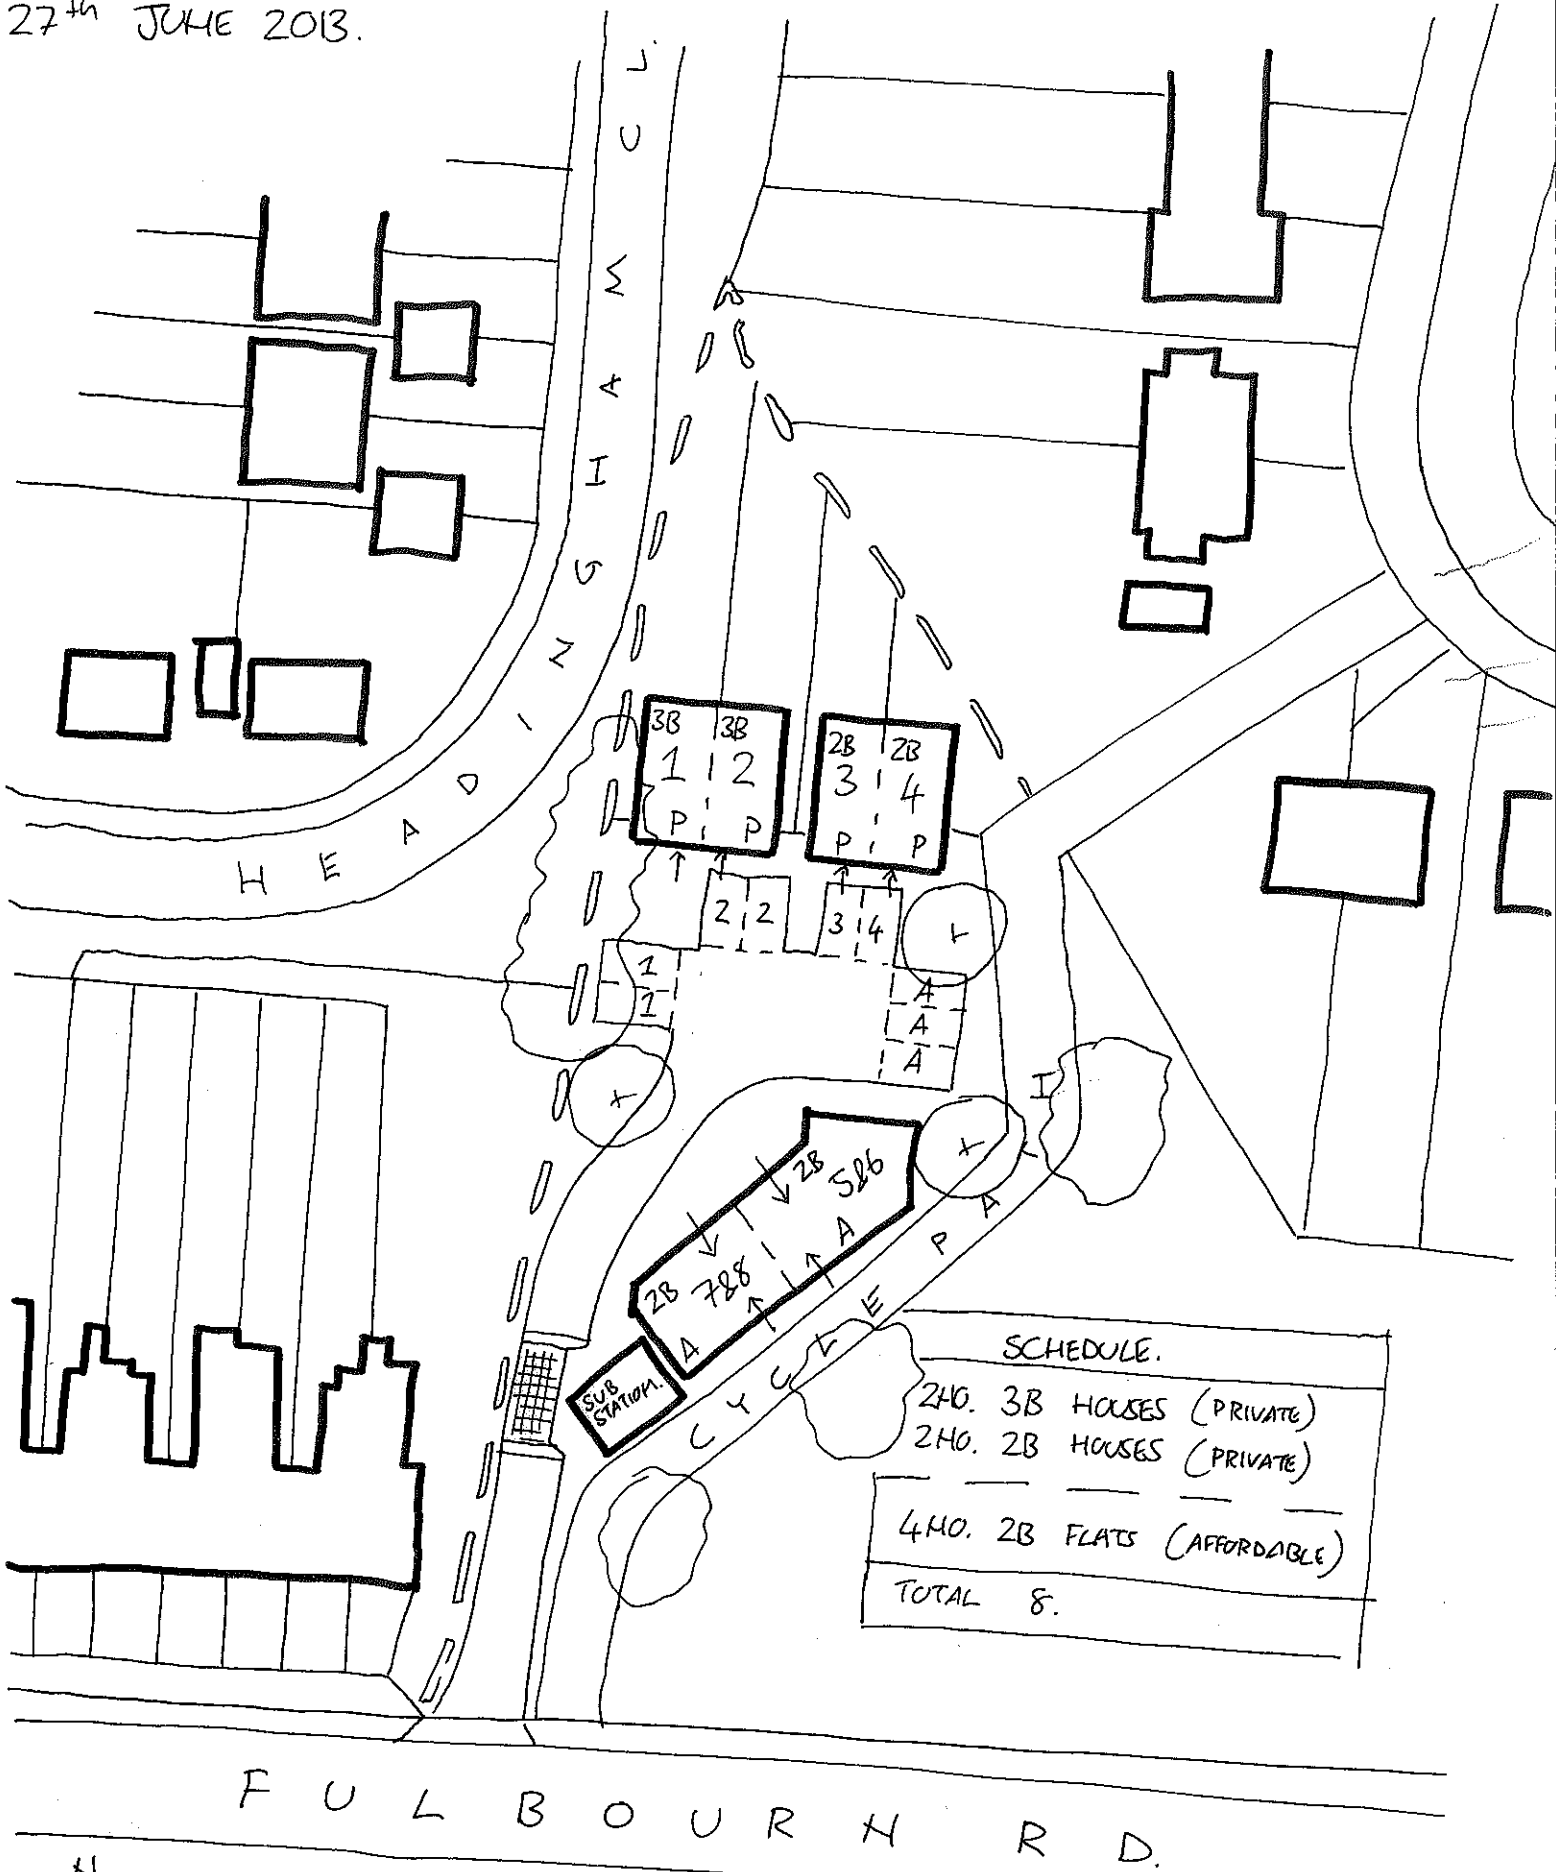 27th JUNE 2013.
HEADINGHAM CL.
3B 3B
1 2
P P
2B 2B
3 4
P P
2 2
3 4
1
1
A
A
A
2B 5&6
A
2B 7&8
A
SUB
STATION.
CYCLE PATH
SCHEDULE.
2NO. 3B HOUSES (PRIVATE)
2NO. 2B HOUSES (PRIVATE)
4NO. 2B FLATS (AFFORDABLE)
TOTAL 8.
FULBOURN RD.
N